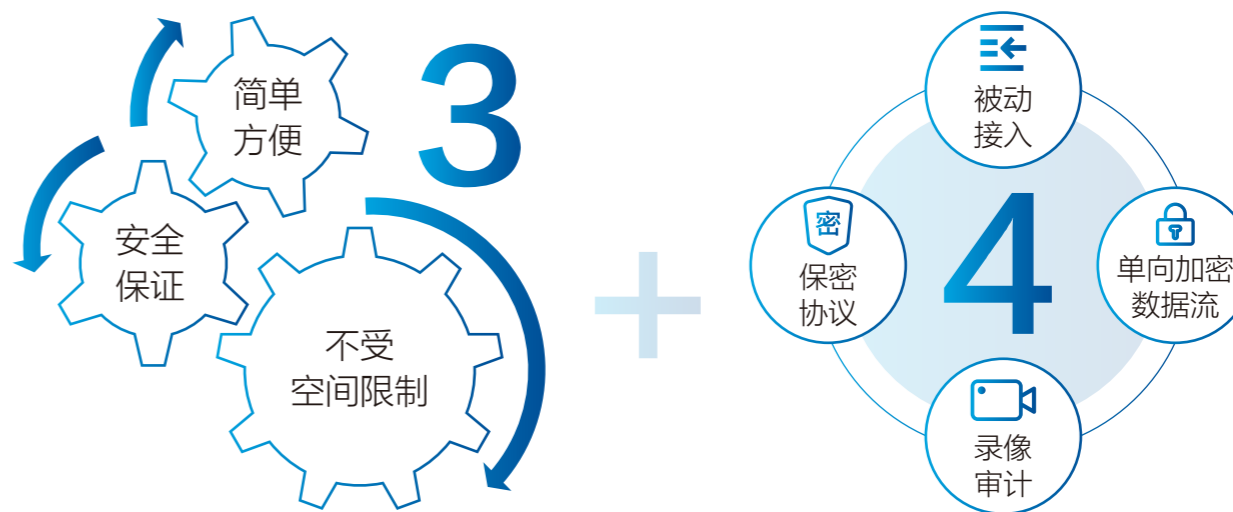 简单
方便
3
安全
保证
不受
空间限制
+
被动
接入
密
保密
协议
4
单向加密
数据流
录像
审计